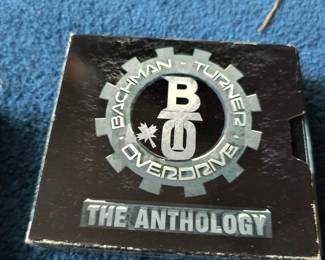 BACHMAN - TURNER
BTO
OVERDRIVE
THE ANTHOLOGY